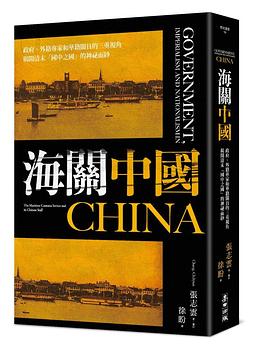 政府、外籍專家和華籍關員的三重視角
揭開清末「國中之國」的神祕面紗
GOVERNMENT,
IMPERIALISM AND NATIONALISM IN
CHINA
海關中國
CHINA
The Maritime Customs Service and
its Chinese Staff
海關中國
政府、外籍專家和華籍關員的三重視角
揭開清末「國中之國」的神祕面紗
張志雲
著
徐盼
譯